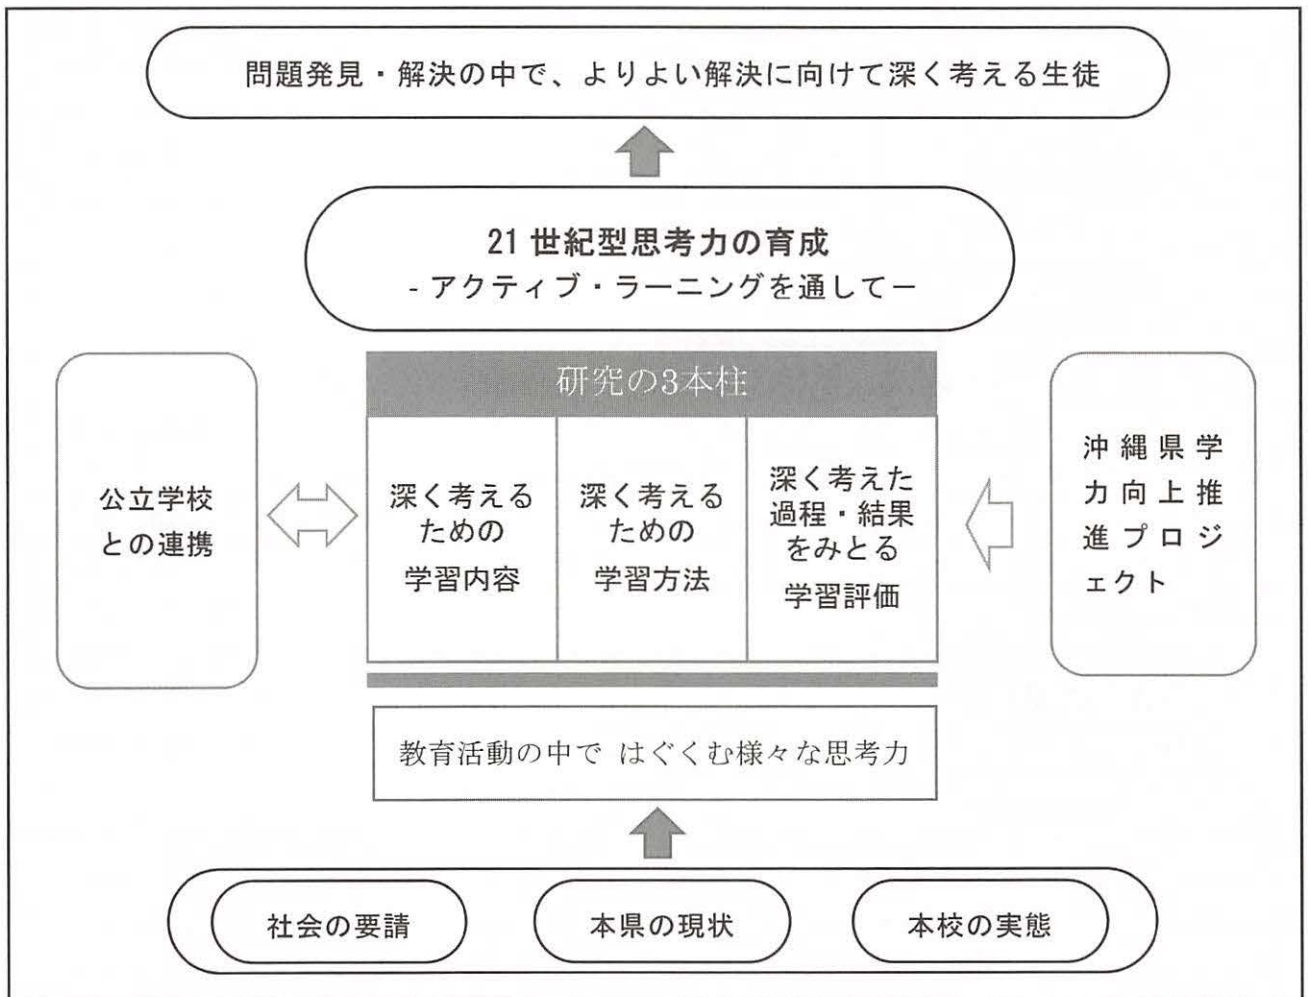 問題発見・解決の中で、よりよい解決に向けて深く考える生徒
21世紀型思考力の育成
- アクティブ・ラーニングを通して－
研究の3本柱
公立学校
との連携
深く考える
ための
学習内容
深く考える
ための
学習方法
深く考えた
過程・結果
をみとる
学習評価
沖縄県学
力向上推
進プロジ
ェクト
教育活動の中で はぐくむ様々な思考力
社会の要請
本県の現状
本校の実態